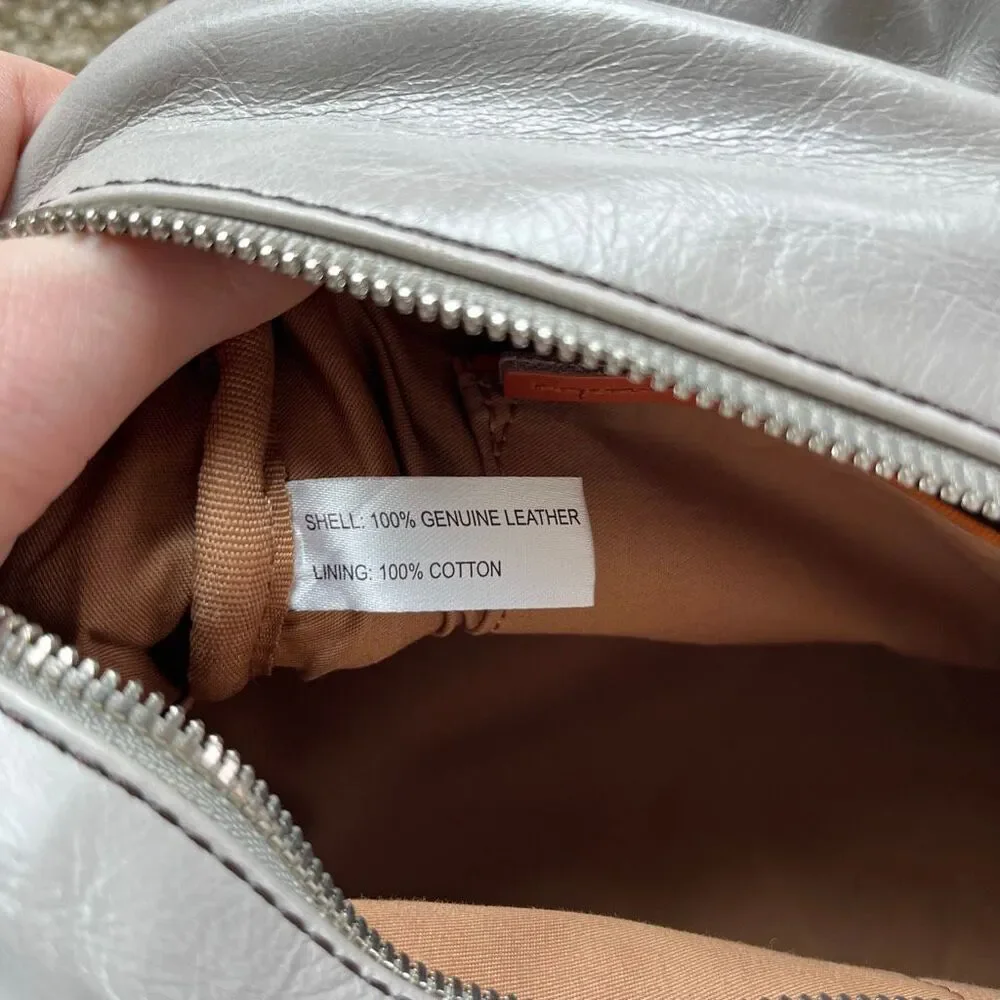 SHELL: 100% GENUINE LEATHER
LINING: 100% COTTON